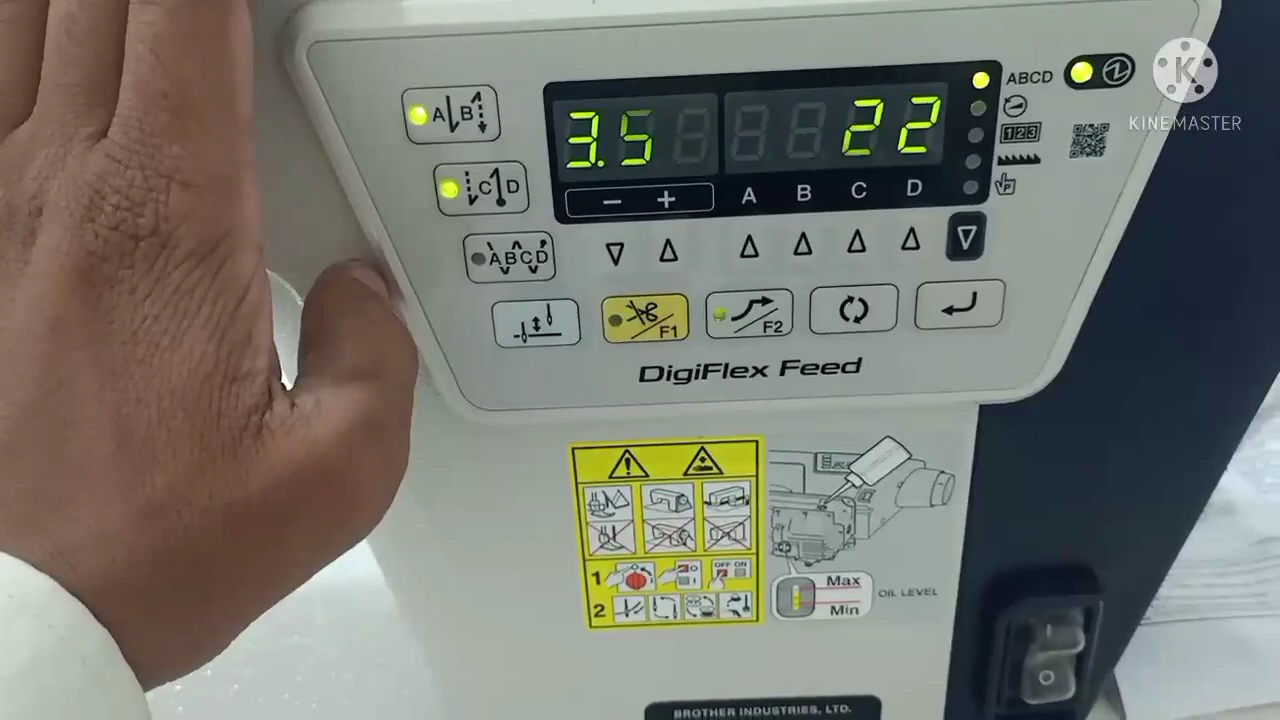 A B
3.5 22
ABCD
C D
123
P
− + A B C D
ABCD
F1
F2
DigiFlex Feed
KINEMASTER
K
1
OFF ON
2
Max
Min
OIL LEVEL
BROTHER INDUSTRIES, LTD.